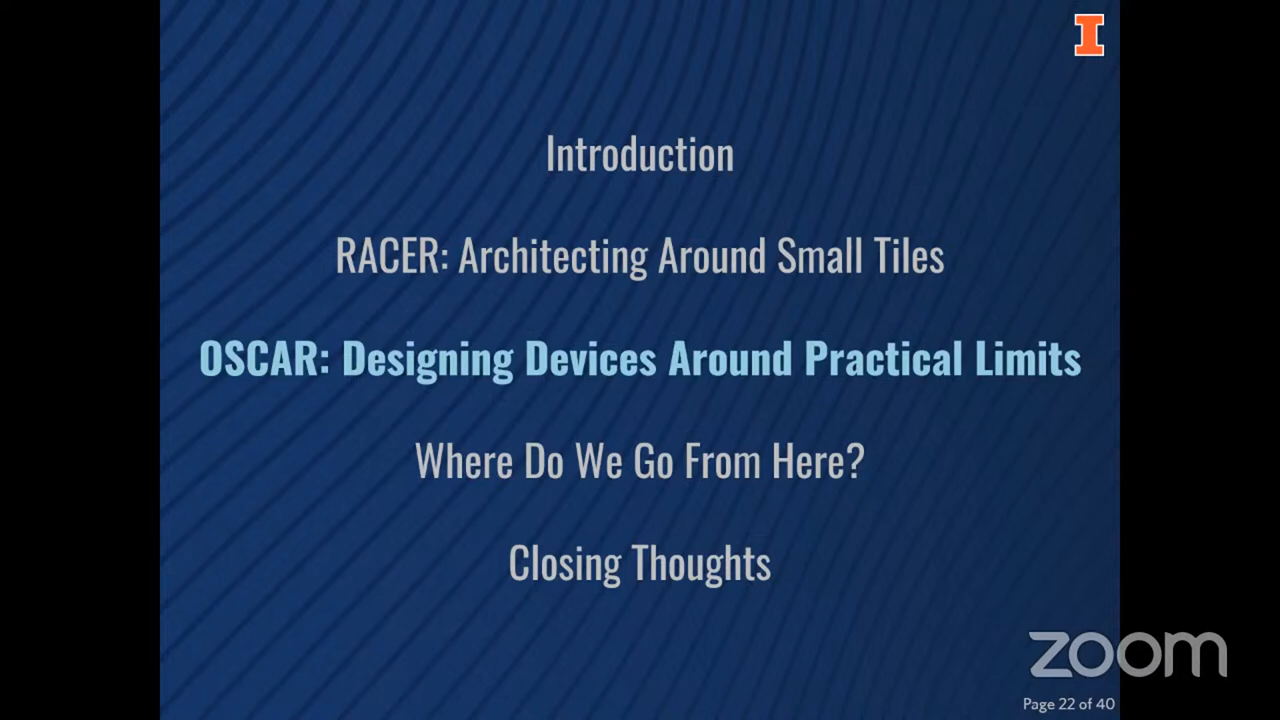 I
Introduction
RACER: Architecting Around Small Tiles
OSCAR: Designing Devices Around Practical Limits
Where Do We Go From Here?
Closing Thoughts
zoom
Page 22 of 40